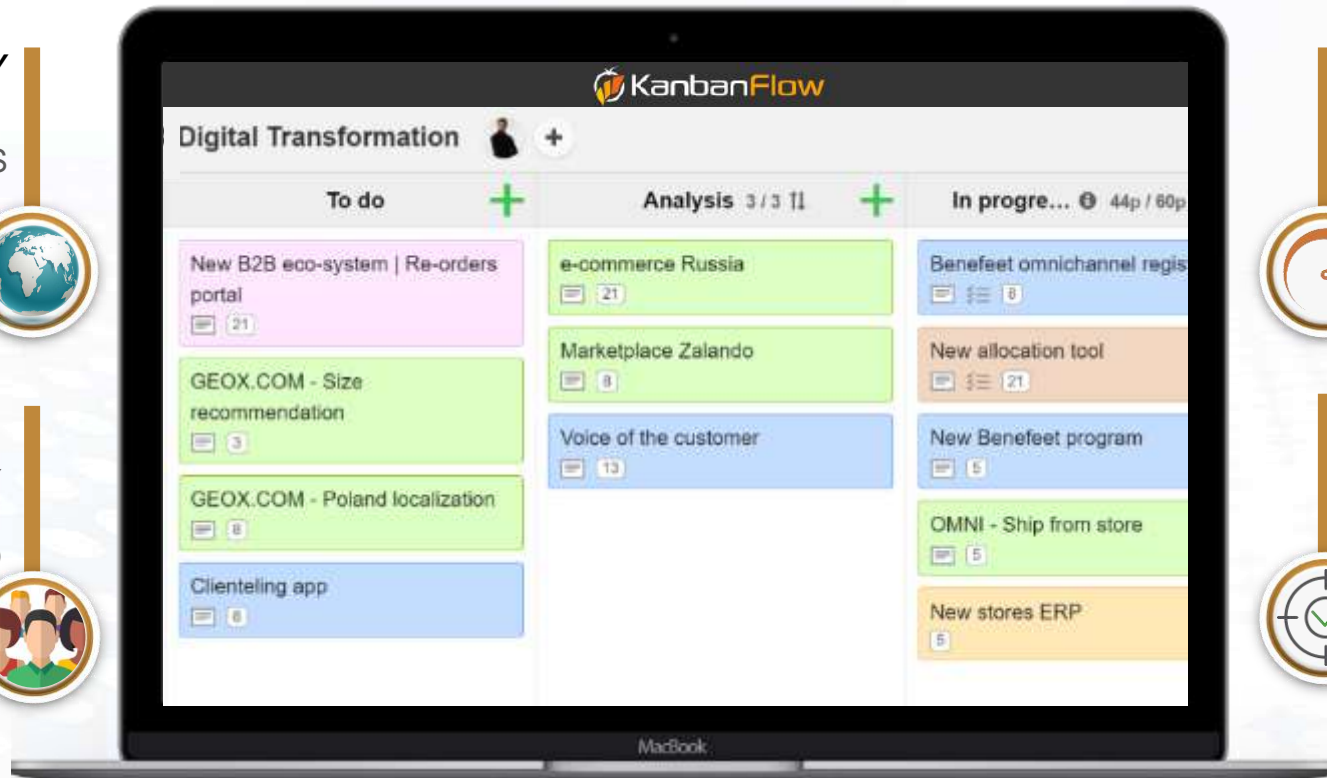 KanbanFlow
Digital Transformation
To do
Analysis 3 / 3
In progre... 44p / 60p
New B2B eco-system | Re-orders
portal
21
GEOX.COM - Size
recommendation
3
GEOX.COM - Poland localization
8
Clienteling app
8
e-commerce Russia
21
Marketplace Zalando
8
Voice of the customer
13
Benefeet omnichannel regis
8
New allocation tool
21
New Benefeet program
5
OMNI - Ship from store
5
New stores ERP
5
MacBook